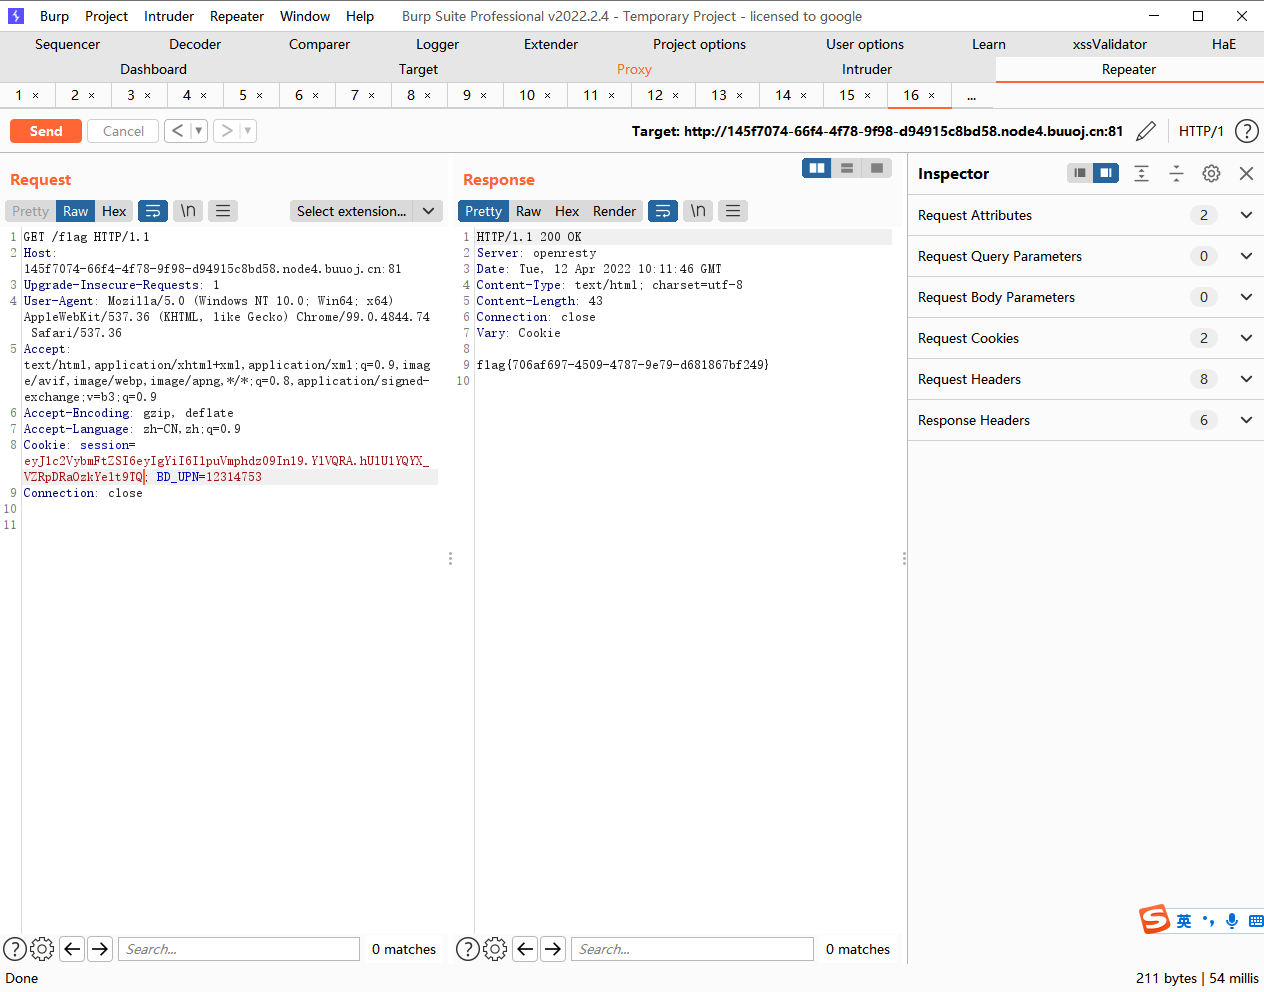 Burp Project Intruder Repeater Window Help Burp Suite Professional v2022.2.4 - Temporary Project - licensed to google
Sequencer Decoder Comparer Logger Extender Project options User options Learn xssValidator HaE
Dashboard Target Proxy Intruder Repeater
1 × 2 × 3 × 4 × 5 × 6 × 7 × 8 × 9 × 10 × 11 × 12 × 13 × 14 × 15 × 16 × ...
Send Cancel < > Target: http://145f7074-66f4-4f78-9f98-d94915c8bd58.node4.buuoj.cn:81 HTTP/1 ?
Request
Pretty Raw Hex \n Select extension...
1 GET /flag HTTP/1.1
2 Host:
145f7074-66f4-4f78-9f98-d94915c8bd58.node4.buuoj.cn:81
3 Upgrade-Insecure-Requests: 1
4 User-Agent: Mozilla/5.0 (Windows NT 10.0; Win64; x64)
AppleWebKit/537.36 (KHTML, like Gecko) Chrome/99.0.4844.74
Safari/537.36
5 Accept:
text/html,application/xhtml+xml,application/xml;q=0.9,imag
e/avif,image/webp,image/apng,*/*;q=0.8,application/signed-
exchange;v=b3;q=0.9
6 Accept-Encoding: gzip, deflate
7 Accept-Language: zh-CN,zh;q=0.9
8 Cookie: session=
eyJ1c2VybmFtZSI6eyIgYiI6IlpuVmphdz09In19.YlVQRA.hU1U1YQYX_
VZRpDRaOzkYelt9TQ; BD_UPN=12314753
9 Connection: close
10
11
Response
Pretty Raw Hex Render \n
1 HTTP/1.1 200 OK
2 Server: openresty
3 Date: Tue, 12 Apr 2022 10:11:46 GMT
4 Content-Type: text/html; charset=utf-8
5 Content-Length: 43
6 Connection: close
7 Vary: Cookie
8
9 flag{706af697-4509-4787-9e79-d681867bf249}
10
Inspector
Request Attributes 2
Request Query Parameters 0
Request Body Parameters 0
Request Cookies 2
Request Headers 8
Response Headers 6
S 英
? Search... 0 matches
? Search... 0 matches
Done 211 bytes | 54 millis